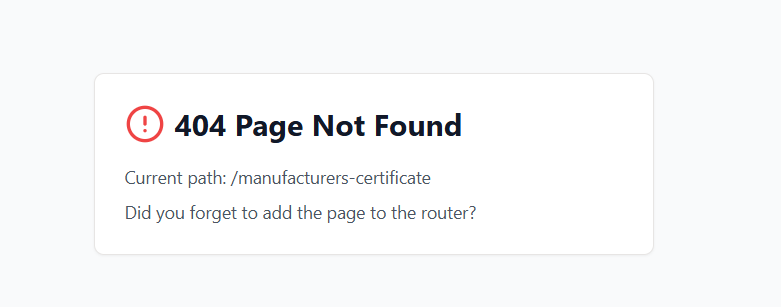 404 Page Not Found
Current path: /manufacturers-certificate
Did you forget to add the page to the router?